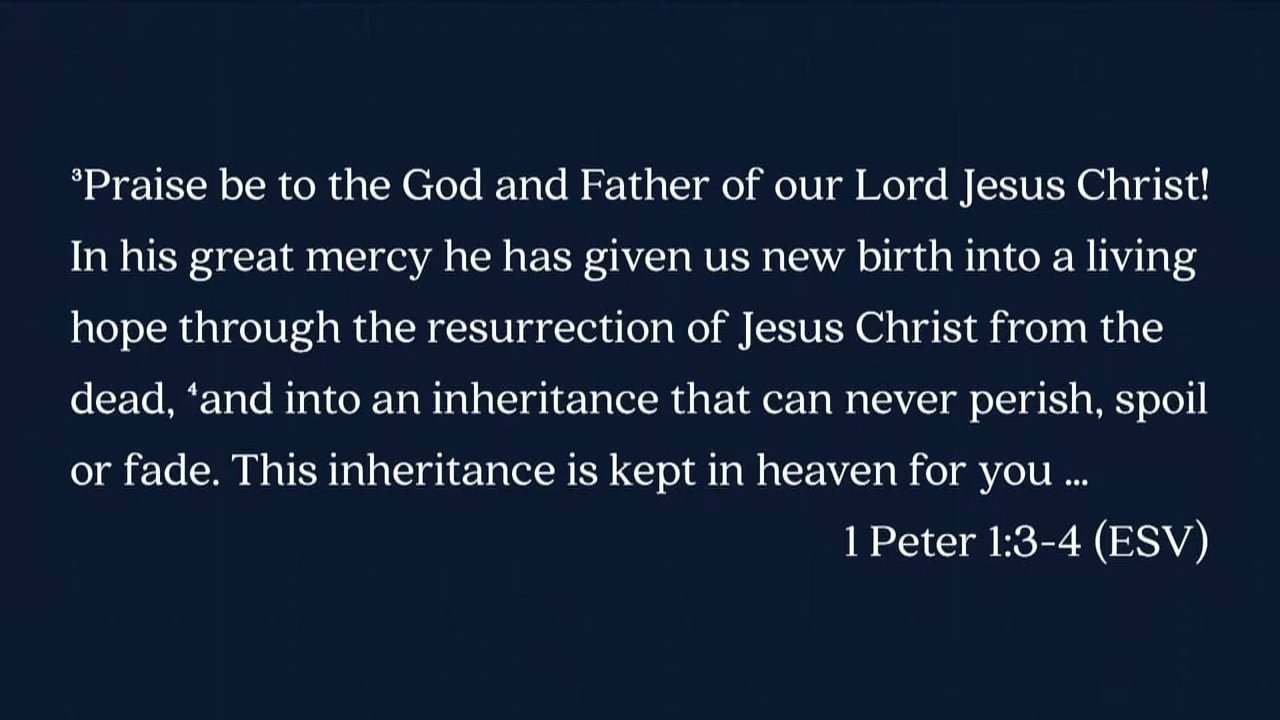 ³Praise be to the God and Father of our Lord Jesus Christ!
In his great mercy he has given us new birth into a living
hope through the resurrection of Jesus Christ from the
dead, ⁴and into an inheritance that can never perish, spoil
or fade. This inheritance is kept in heaven for you ...
1 Peter 1:3-4 (ESV)